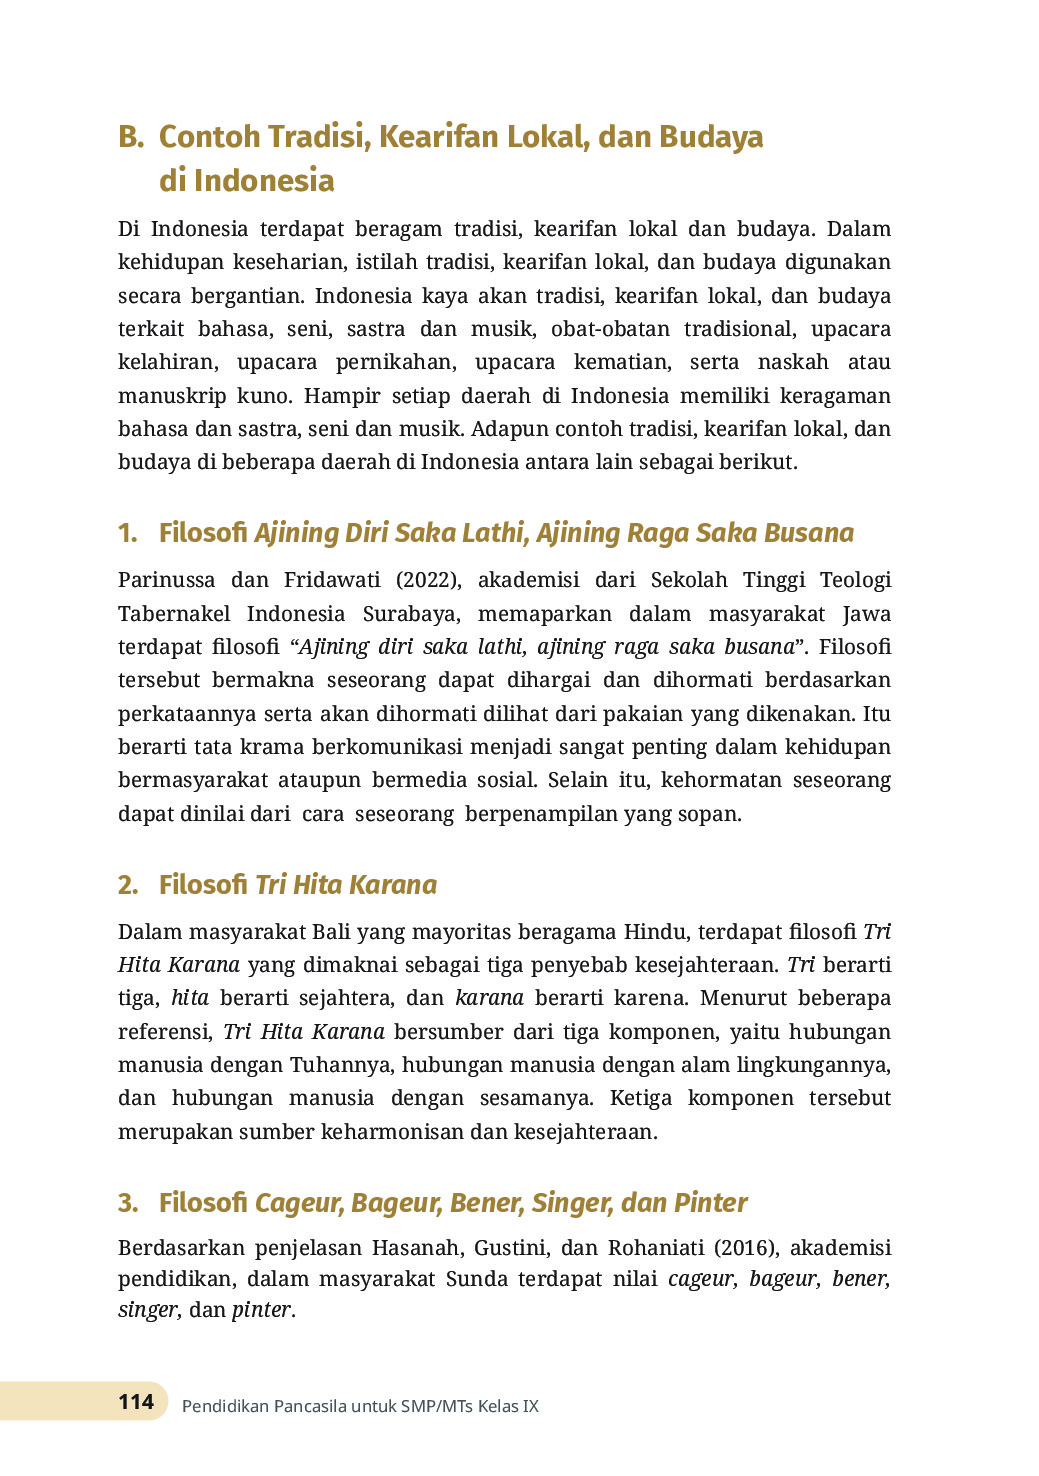 B. Contoh Tradisi, Kearifan Lokal, dan Budaya
di Indonesia
Di Indonesia terdapat beragam tradisi, kearifan lokal dan budaya. Dalam
kehidupan keseharian, istilah tradisi, kearifan lokal, dan budaya digunakan
secara bergantian. Indonesia kaya akan tradisi, kearifan lokal, dan budaya
terkait bahasa, seni, sastra dan musik, obat-obatan tradisional, upacara
kelahiran, upacara pernikahan, upacara kematian, serta naskah atau
manuskrip kuno. Hampir setiap daerah di Indonesia memiliki keragaman
bahasa dan sastra, seni dan musik. Adapun contoh tradisi, kearifan lokal, dan
budaya di beberapa daerah di Indonesia antara lain sebagai berikut.
1. Filosofi Ajining Diri Saka Lathi, Ajining Raga Saka Busana
Parinussa dan Fridawati (2022), akademisi dari Sekolah Tinggi Teologi
Tabernakel Indonesia Surabaya, memaparkan dalam masyarakat Jawa
terdapat filosofi “Ajining diri saka lathi, ajining raga saka busana”. Filosofi
tersebut bermakna seseorang dapat dihargai dan dihormati berdasarkan
perkataannya serta akan dihormati dilihat dari pakaian yang dikenakan. Itu
berarti tata krama berkomunikasi menjadi sangat penting dalam kehidupan
bermasyarakat ataupun bermedia sosial. Selain itu, kehormatan seseorang
dapat dinilai dari cara seseorang berpenampilan yang sopan.
2. Filosofi Tri Hita Karana
Dalam masyarakat Bali yang mayoritas beragama Hindu, terdapat filosofi Tri
Hita Karana yang dimaknai sebagai tiga penyebab kesejahteraan. Tri berarti
tiga, hita berarti sejahtera, dan karana berarti karena. Menurut beberapa
referensi, Tri Hita Karana bersumber dari tiga komponen, yaitu hubungan
manusia dengan Tuhannya, hubungan manusia dengan alam lingkungannya,
dan hubungan manusia dengan sesamanya. Ketiga komponen tersebut
merupakan sumber keharmonisan dan kesejahteraan.
3. Filosofi Cageur, Bageur, Bener, Singer, dan Pinter
Berdasarkan penjelasan Hasanah, Gustini, dan Rohaniati (2016), akademisi
pendidikan, dalam masyarakat Sunda terdapat nilai cageur, bageur, bener,
singer, dan pinter.
114 Pendidikan Pancasila untuk SMP/MTs Kelas IX